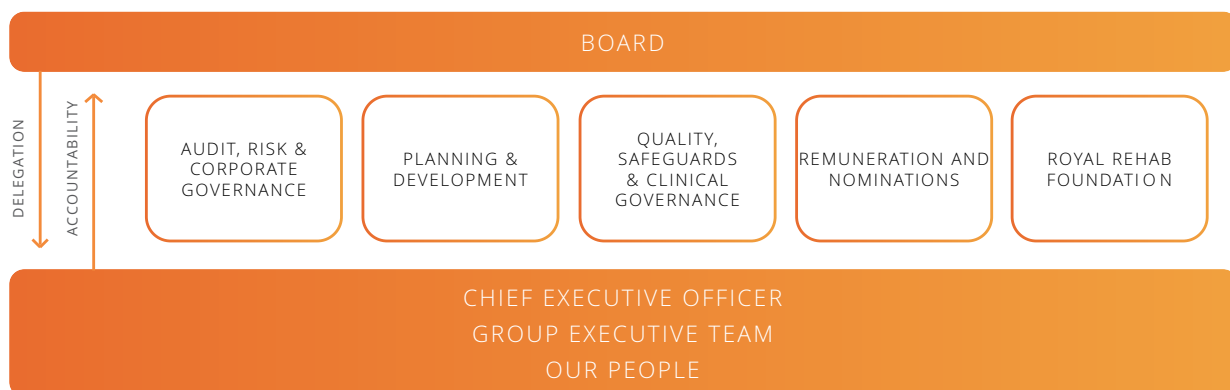 BOARD
DELEGATION
ACCOUNTABILITY
AUDIT, RISK &
CORPORATE
GOVERNANCE
PLANNING &
DEVELOPMENT
QUALITY,
SAFEGUARDS
& CLINICAL
GOVERNANCE
REMUNERATION AND
NOMINATIONS
ROYAL REHAB
FOUNDATION
CHIEF EXECUTIVE OFFICER
GROUP EXECUTIVE TEAM
OUR PEOPLE